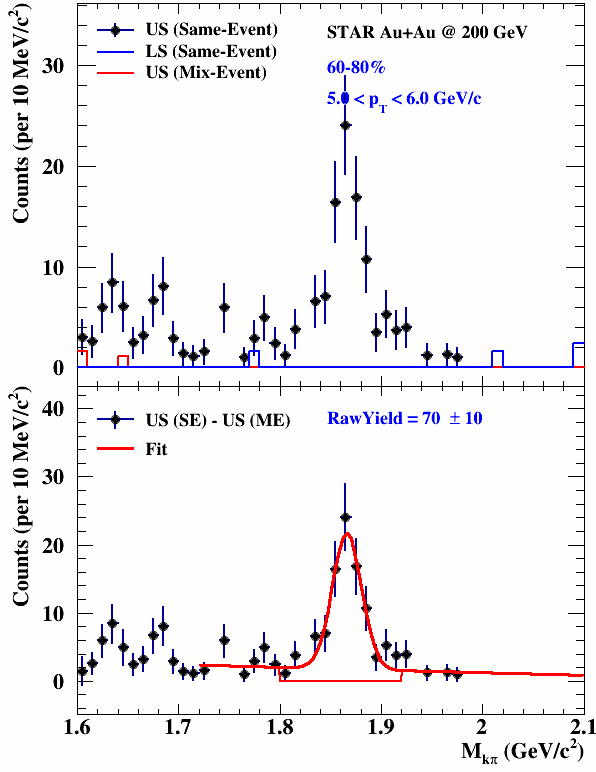 US (Same-Event)
LS (Same-Event)
US (Mix-Event)
STAR Au+Au @ 200 GeV
60-80%
5.0 < p_T < 6.0 GeV/c
Counts (per 10 MeV/c²)
30
20
10
0
US (SE) - US (ME)
Fit
RawYield = 70 ± 10
Counts (per 10 MeV/c²)
40
30
20
10
0
1.6 1.7 1.8 1.9 2 2.1
M_kπ (GeV/c²)